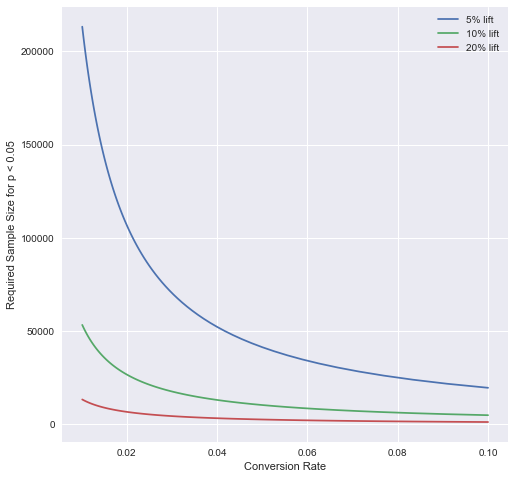 5% lift
10% lift
20% lift
200000
150000
100000
50000
0
Required Sample Size for p < 0.05
0.02
0.04
0.06
0.08
0.10
Conversion Rate